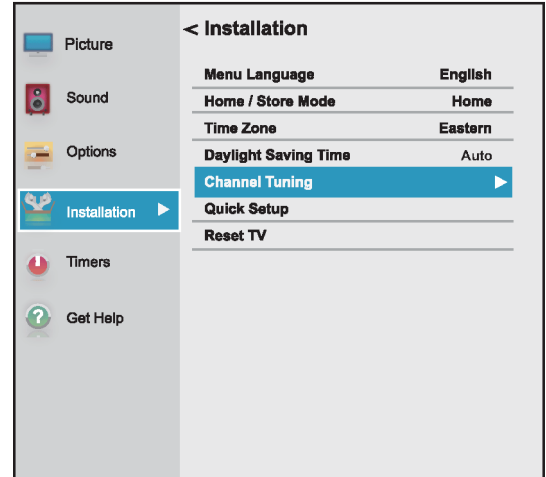 Picture
Sound
Options
Installation
Timers
Get Help
< Installation
Menu Language English
Home / Store Mode Home
Time Zone Eastern
Daylight Saving Time Auto
Channel Tuning
Quick Setup
Reset TV